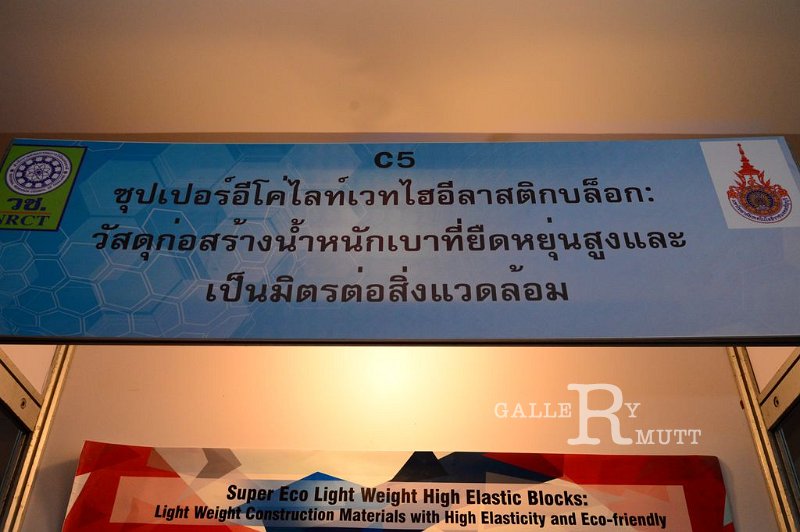 C5
ซุปเปอร์อีโค่ไลท์เวทไฮอีลาสติกบล็อก:
วัสดุก่อสร้างน้ำหนักเบาที่ยืดหยุ่นสูงและ
เป็นมิตรต่อสิ่งแวดล้อม
วช.
NRCT
GALLERY
RMUTT
Super Eco Light Weight High Elastic Blocks:
Light Weight Construction Materials with High Elasticity and Eco-friendly